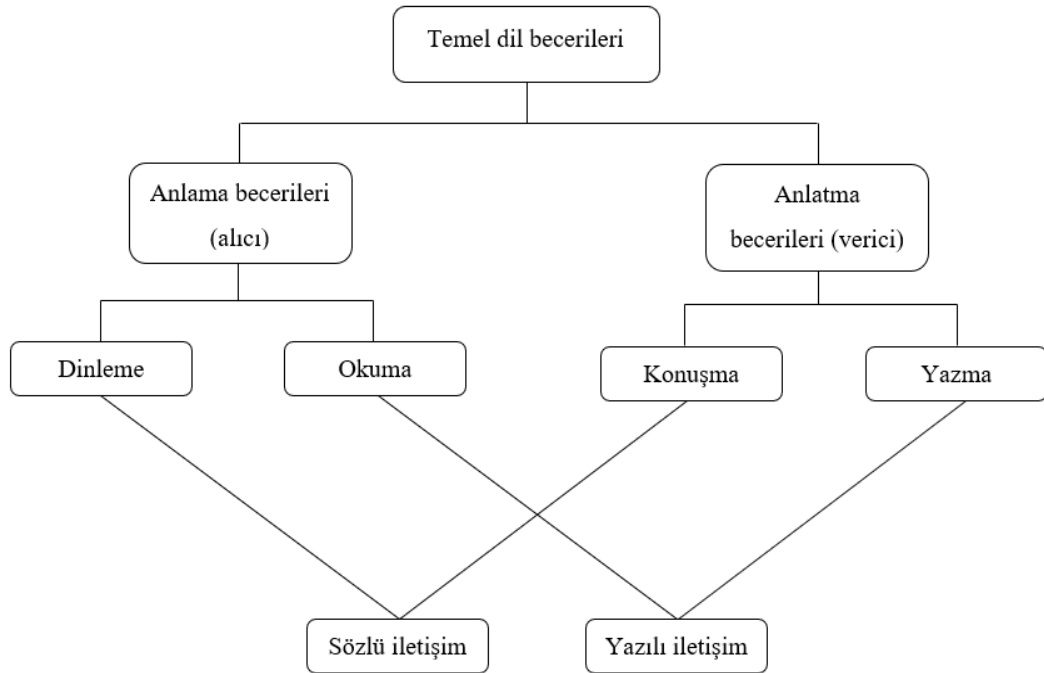 Temel dil becerileri
Anlama becerileri
(alıcı)
Anlatma
becerileri (verici)
Dinleme
Okuma
Konuşma
Yazma
Sözlü iletişim
Yazılı iletişim